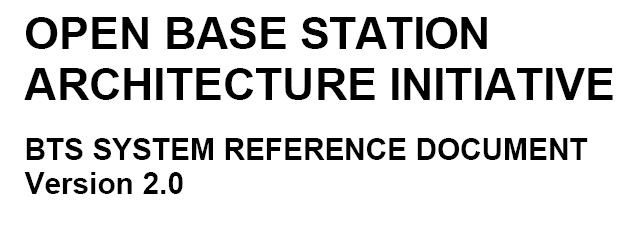 OPEN BASE STATION
ARCHITECTURE INITIATIVE
BTS SYSTEM REFERENCE DOCUMENT
Version 2.0